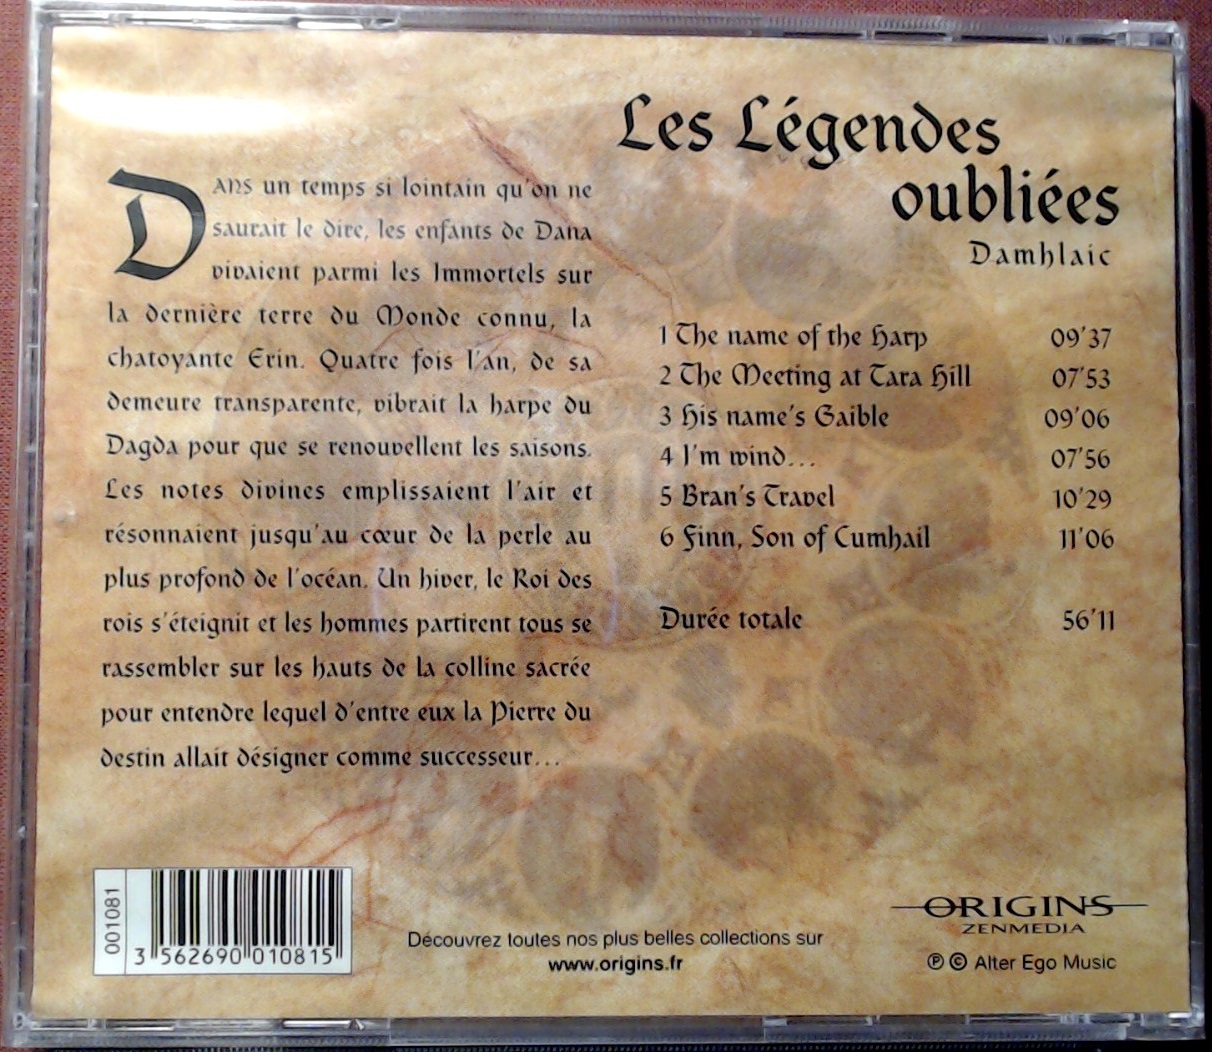 Les Légendes
oubliées
Damhlaic
Dans un temps si lointain qu'on ne
saurait le dire, les enfants de Dana
vivaient parmi les Immortels sur
la dernière terre du Monde connu, la
chatoyante Erin. Quatre fois l'an, de sa
demeure transparente, vibrait la harpe du
Dagda pour que se renouvellent les saisons.
Les notes divines emplissaient l'air et
résonnaient jusqu'au cœur de la perle au
plus profond de l'océan. Un hiver, le Roi des
rois s'éteignit et les hommes partirent tous se
rassembler sur les hauts de la colline sacrée
pour entendre lequel d'entre eux la Pierre du
destin allait désigner comme successeur...
1 The name of the Harp 09'37
2 The Meeting at Tara Hill 07'53
3 His name's Gaible 09'06
4 I'm wind... 07'56
5 Bran's Travel 10'29
6 Finn, Son of Cumhail 11'06
Durée totale 56'11
001081
3 562690 010815
Découvrez toutes nos plus belles collections sur
www.origins.fr
ORIGINS
ZENMEDIA
℗ © Alter Ego Music